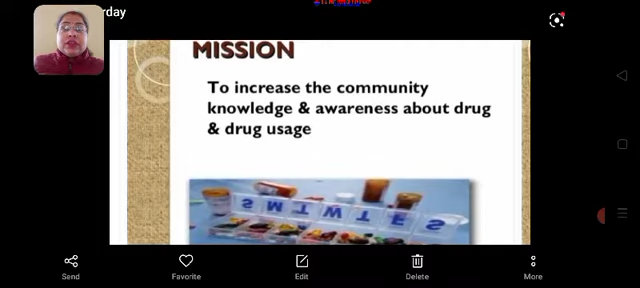 rday
MISSION
To increase the community
knowledge & awareness about drug
& drug usage
S M T W T F S
Send
Favorite
Edit
Delete
More